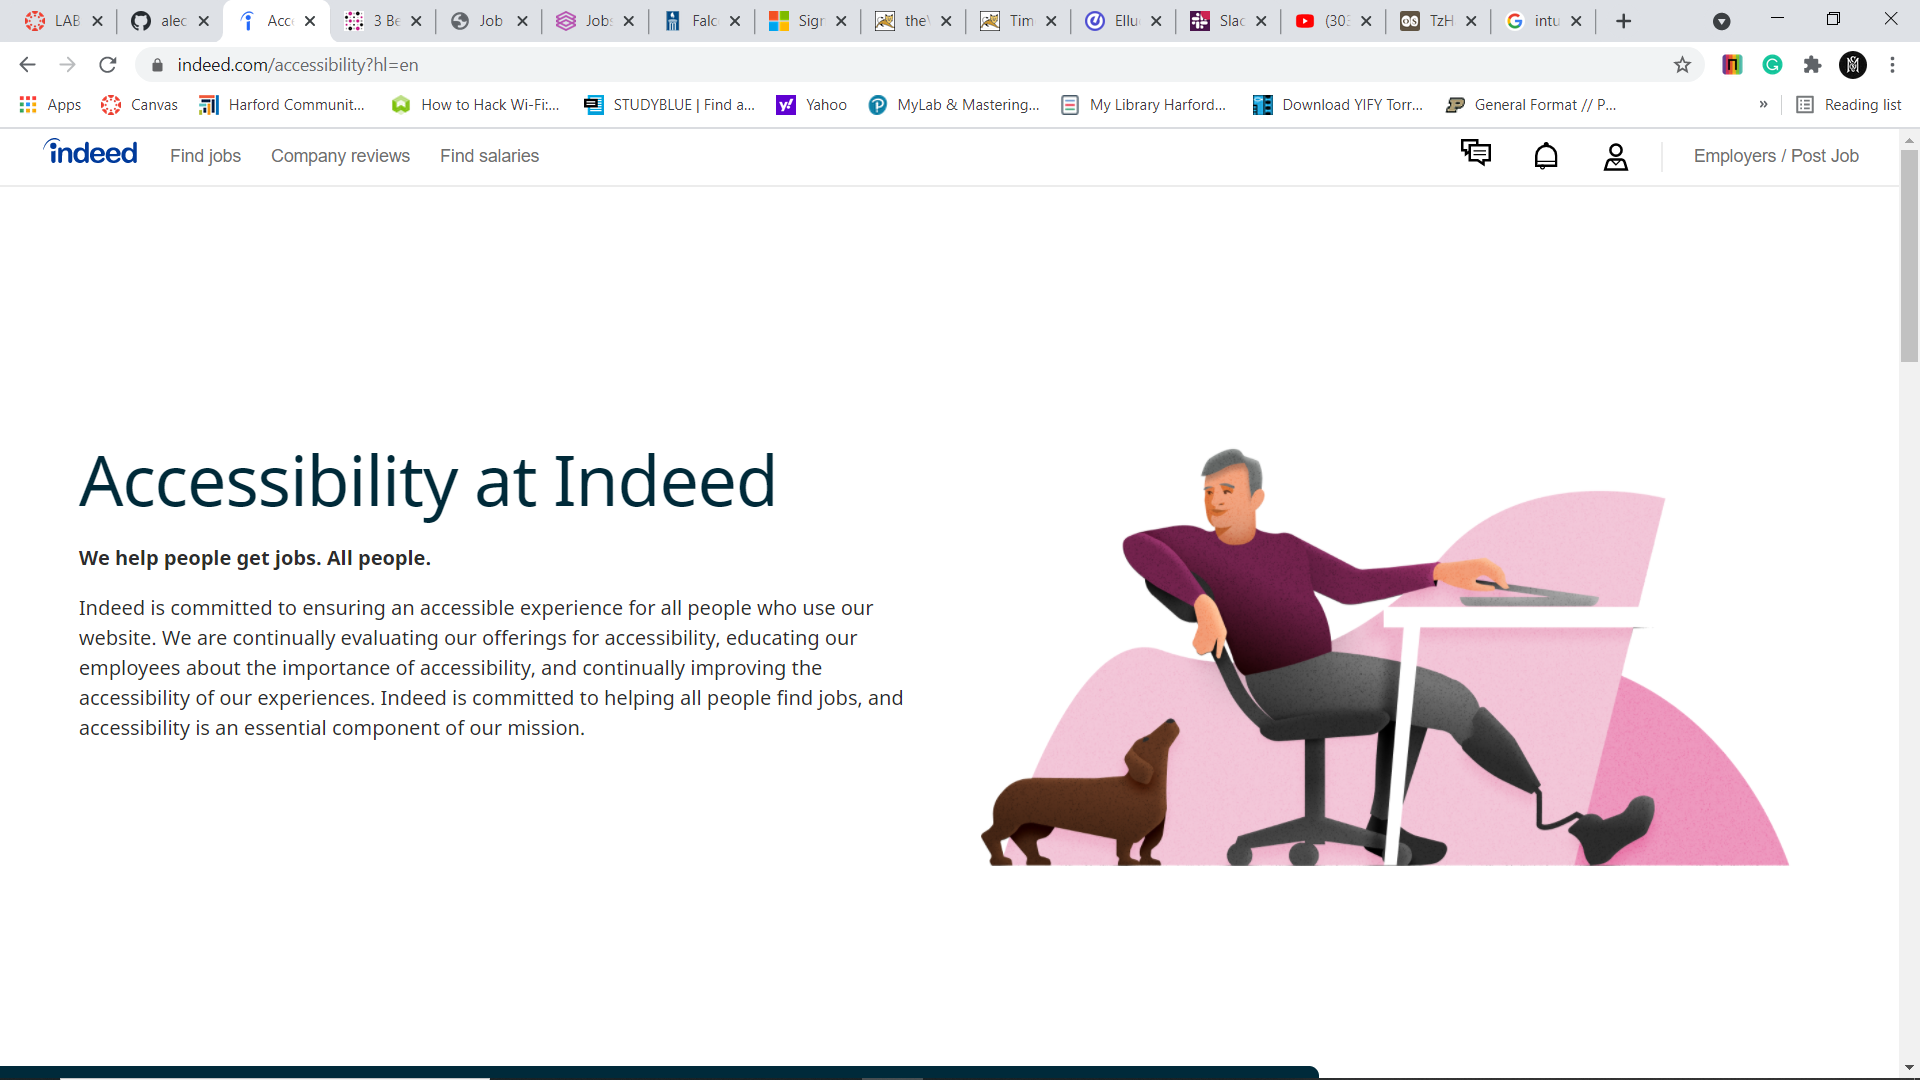 LAB
alec
Acc
3 Be
Job
Jobs
Falc
Sign
the
Tim
Ellu
Slac
(303
TzH
intu
indeed.com/accessibility?hl=en
Apps
Canvas
Harford Communit...
How to Hack Wi-Fi:...
STUDYBLUE | Find a...
Yahoo
MyLab & Mastering...
My Library Harford...
Download YIFY Torr...
General Format // P...
»
Reading list
indeed
Find jobs
Company reviews
Find salaries
Employers / Post Job
Accessibility at Indeed
We help people get jobs. All people.
Indeed is committed to ensuring an accessible experience for all people who use our
website. We are continually evaluating our offerings for accessibility, educating our
employees about the importance of accessibility, and continually improving the
accessibility of our experiences. Indeed is committed to helping all people find jobs, and
accessibility is an essential component of our mission.